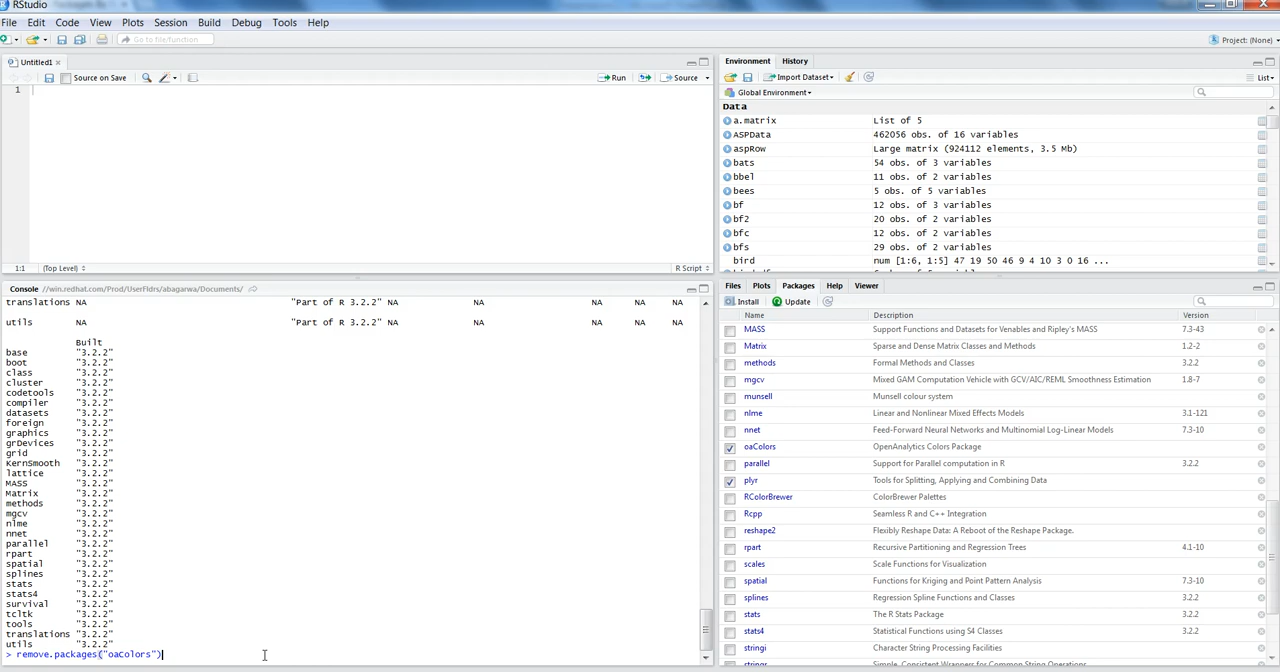 RStudio
File Edit Code View Plots Session Build Debug Tools Help
Go to file/function
Project: (None)
Untitled1
Source on Save
Run
Source
1
1:1 (Top Level)
R Script
Console //win.redhat.com/Prod/UserFldrs/abagarwa/Documents/
translations NA "Part of R 3.2.2" NA NA NA NA NA
utils NA "Part of R 3.2.2" NA NA NA NA NA
Built
base "3.2.2"
boot "3.2.2"
class "3.2.2"
cluster "3.2.2"
codetools "3.2.2"
compiler "3.2.2"
datasets "3.2.2"
foreign "3.2.2"
graphics "3.2.2"
grDevices "3.2.2"
grid "3.2.2"
KernSmooth "3.2.2"
lattice "3.2.2"
MASS "3.2.2"
Matrix "3.2.2"
methods "3.2.2"
mgcv "3.2.2"
nlme "3.2.2"
nnet "3.2.2"
parallel "3.2.2"
rpart "3.2.2"
spatial "3.2.2"
splines "3.2.2"
stats "3.2.2"
stats4 "3.2.2"
survival "3.2.2"
tcltk "3.2.2"
tools "3.2.2"
translations "3.2.2"
utils "3.2.2"
> remove.packages("oaColors")
Environment History
Import Dataset
List
Global Environment
Data
a.matrix List of 5
ASPData 462056 obs. of 16 variables
aspRow Large matrix (924112 elements, 3.5 Mb)
bats 54 obs. of 3 variables
bbel 11 obs. of 2 variables
bees 5 obs. of 5 variables
bf 12 obs. of 3 variables
bf2 20 obs. of 2 variables
bfc 12 obs. of 2 variables
bfs 29 obs. of 2 variables
bird num [1:6, 1:5] 47 19 50 46 9 4 10 3 0 16 ...
Files Plots Packages Help Viewer
Install Update
Name Description Version
MASS Support Functions and Datasets for Venables and Ripley's MASS 7.3-43
Matrix Sparse and Dense Matrix Classes and Methods 1.2-2
methods Formal Methods and Classes 3.2.2
mgcv Mixed GAM Computation Vehicle with GCV/AIC/REML Smoothness Estimation 1.8-7
munsell Munsell colour system
nlme Linear and Nonlinear Mixed Effects Models 3.1-121
nnet Feed-Forward Neural Networks and Multinomial Log-Linear Models 7.3-10
oaColors OpenAnalytics Colors Package
parallel Support for Parallel computation in R 3.2.2
plyr Tools for Splitting, Applying and Combining Data
RColorBrewer ColorBrewer Palettes
Rcpp Seamless R and C++ Integration
reshape2 Flexibly Reshape Data: A Reboot of the Reshape Package.
rpart Recursive Partitioning and Regression Trees 4.1-10
scales Scale Functions for Visualization
spatial Functions for Kriging and Point Pattern Analysis 7.3-10
splines Regression Spline Functions and Classes 3.2.2
stats The R Stats Package 3.2.2
stats4 Statistical Functions using S4 Classes 3.2.2
stringi Character String Processing Facilities
stringr Simple, Consistent Wrappers for Common String Operations